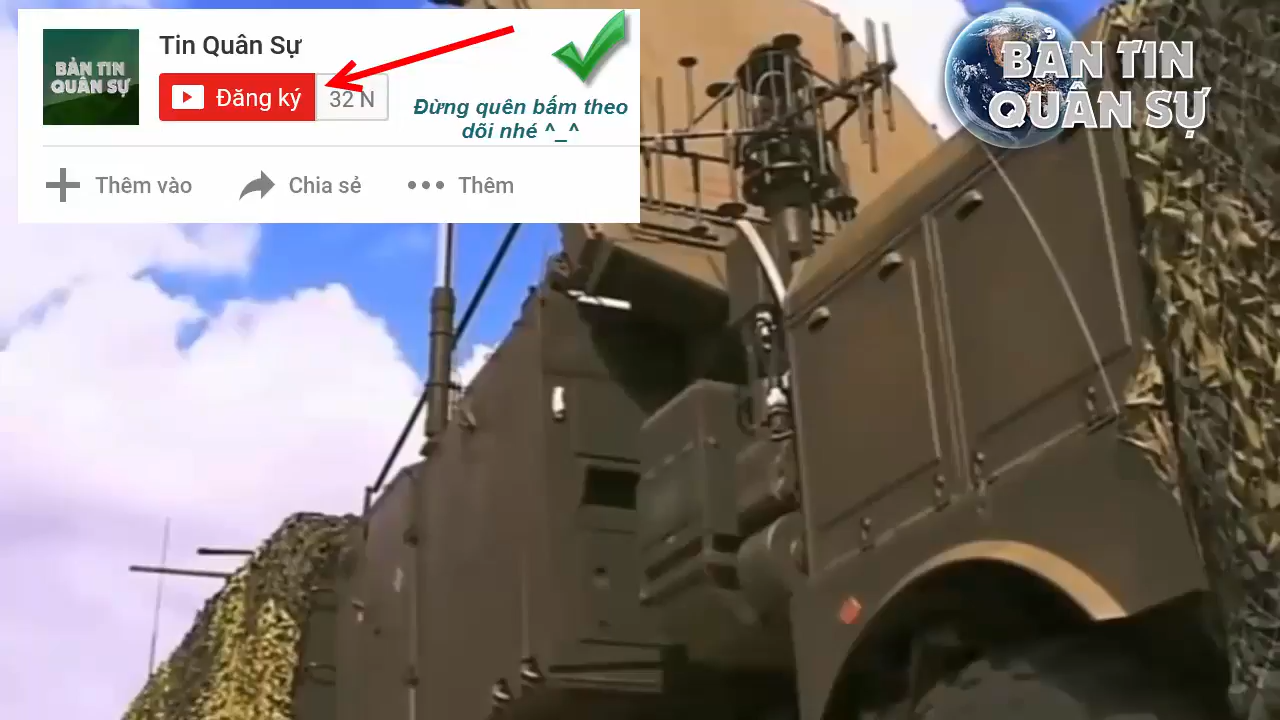 Tin Quân Sự
BẢN TIN
QUÂN SỰ
Đăng ký
32 N
Đừng quên bấm theo
dõi nhé ^_^
Thêm vào
Chia sẻ
Thêm
BẢN TIN
QUÂN SỰ